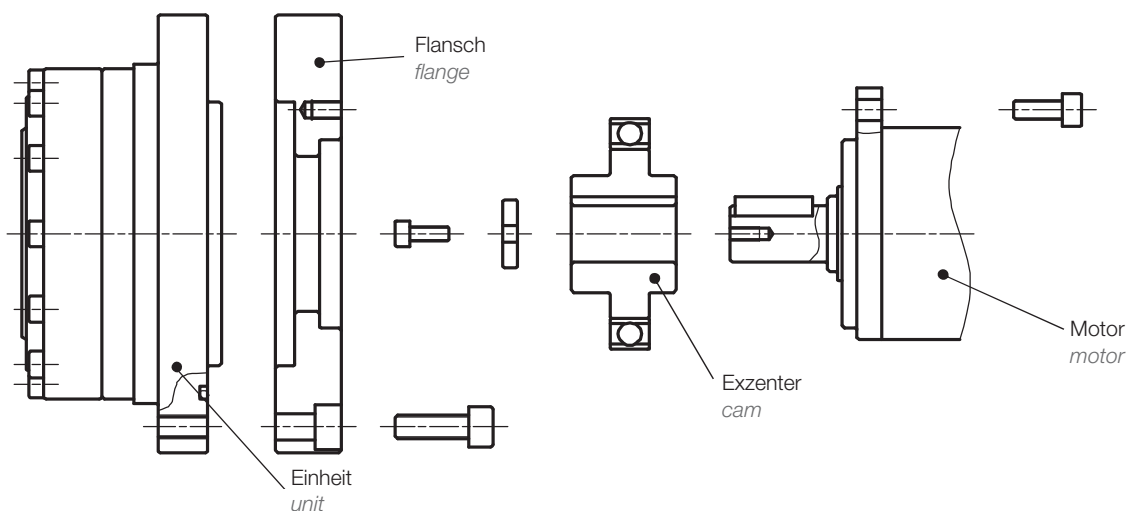 Flansch
flange
Motor
motor
Exzenter
cam
Einheit
unit